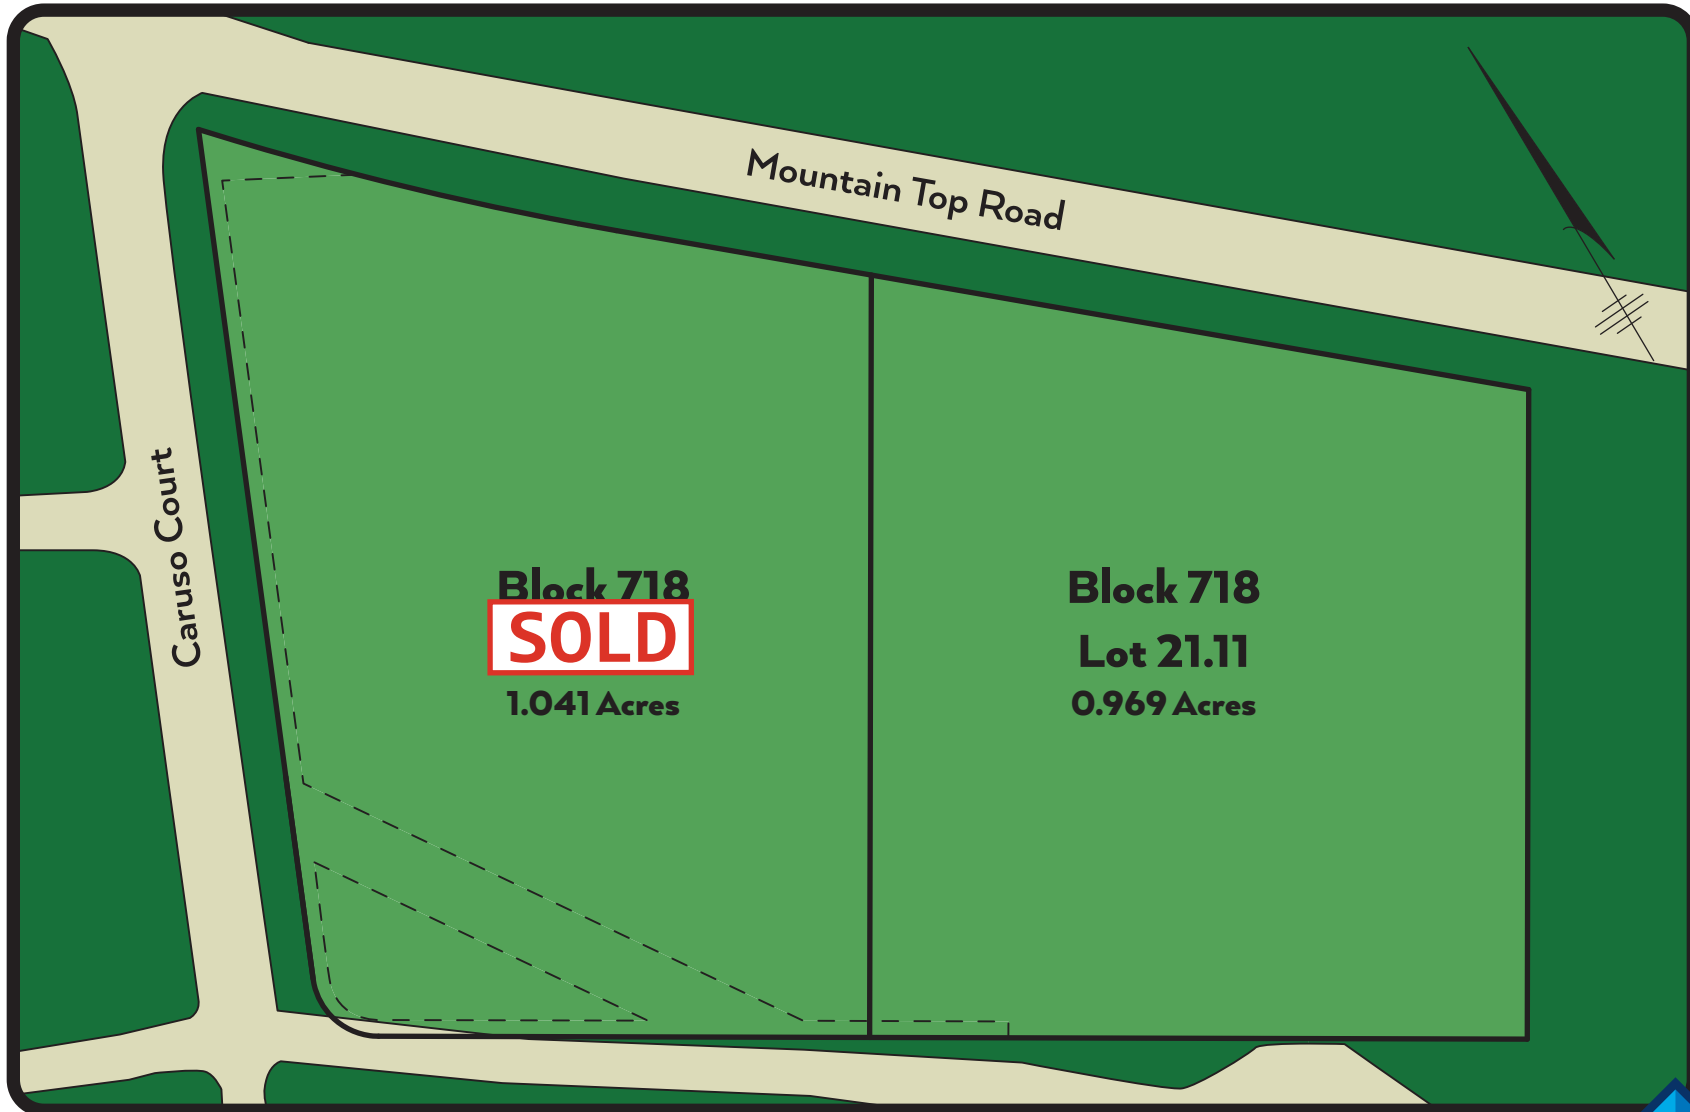 Mountain Top Road
Caruso Court
Block 718
SOLD
1.041 Acres
Block 718
Lot 21.11
0.969 Acres